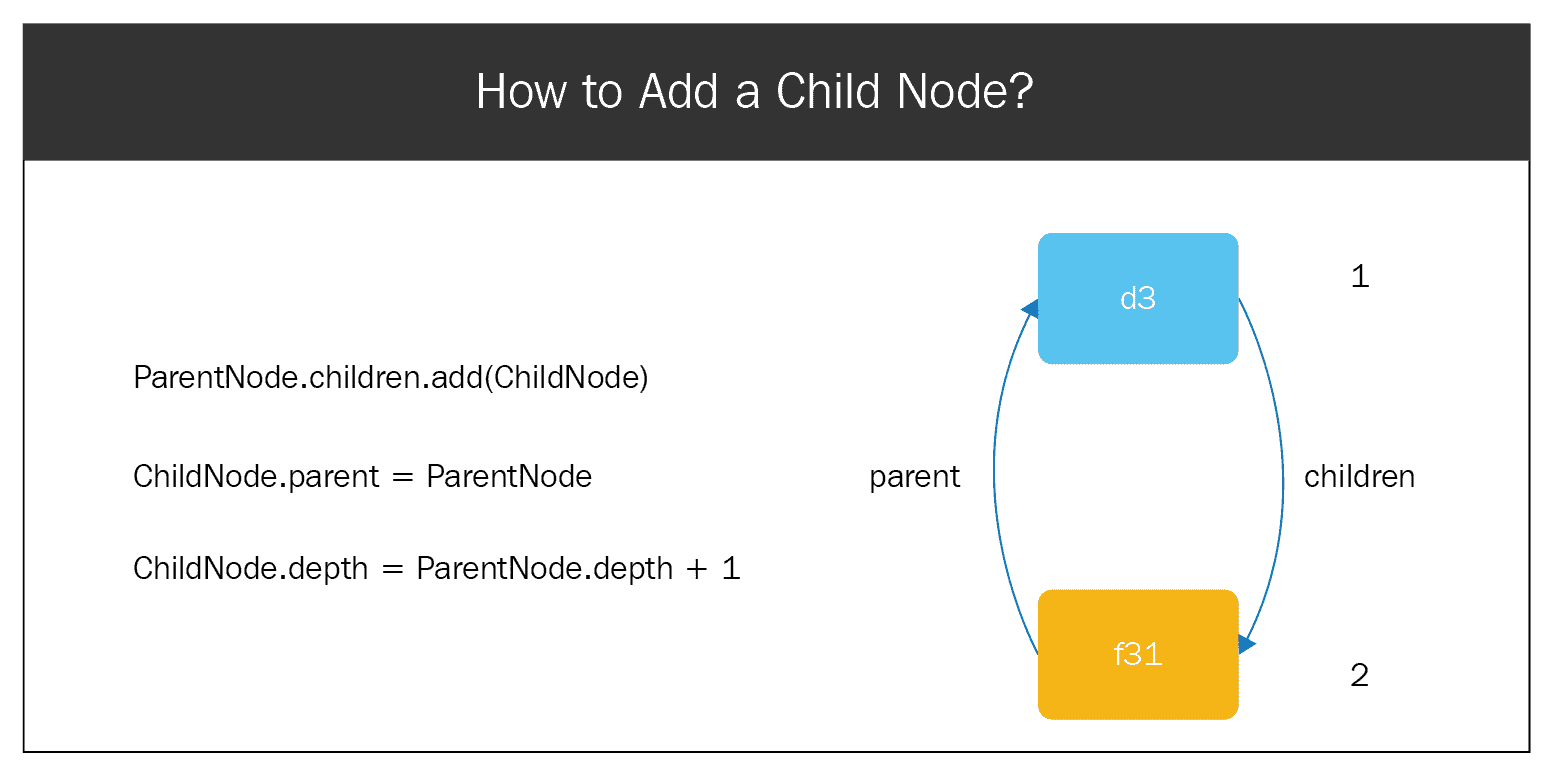 How to Add a Child Node?
ParentNode.children.add(ChildNode)
ChildNode.parent = ParentNode
ChildNode.depth = ParentNode.depth + 1
d3
1
parent
children
f31
2